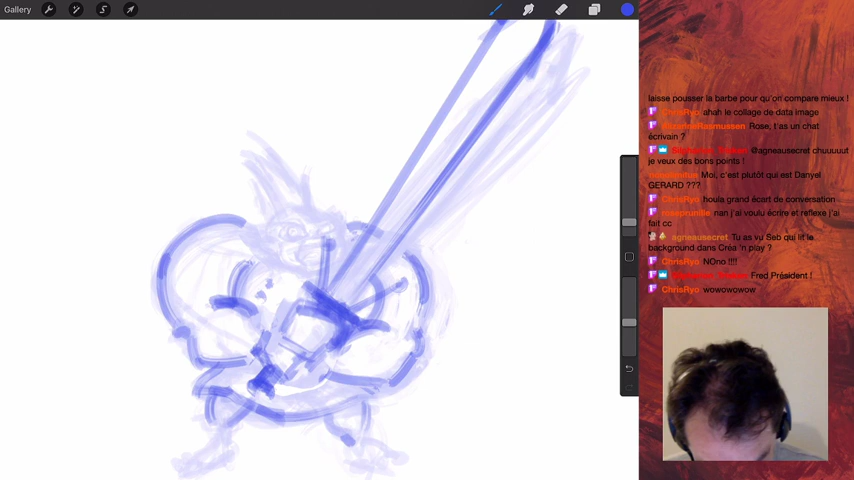 Gallery
laisse pousser la barbe pour qu'on compare mieux !
ChrisRyo ahah le collage de data image
Rasmussen Rose, t'as un chat
écrivain ?
@agneausecret chuuuuut
je veux des bons points !
Moi, c'est plutôt qui est Danyel
GERARD ???
ChrisRyo houla grand écart de conversation
roseprunille nan j'ai voulu écrire et reflexe j'ai
fait cc
agneausecret Tu as vu Seb qui lit le
background dans Créa 'n play ?
ChrisRyo NOno !!!!
Fred Président !
ChrisRyo wowowowow